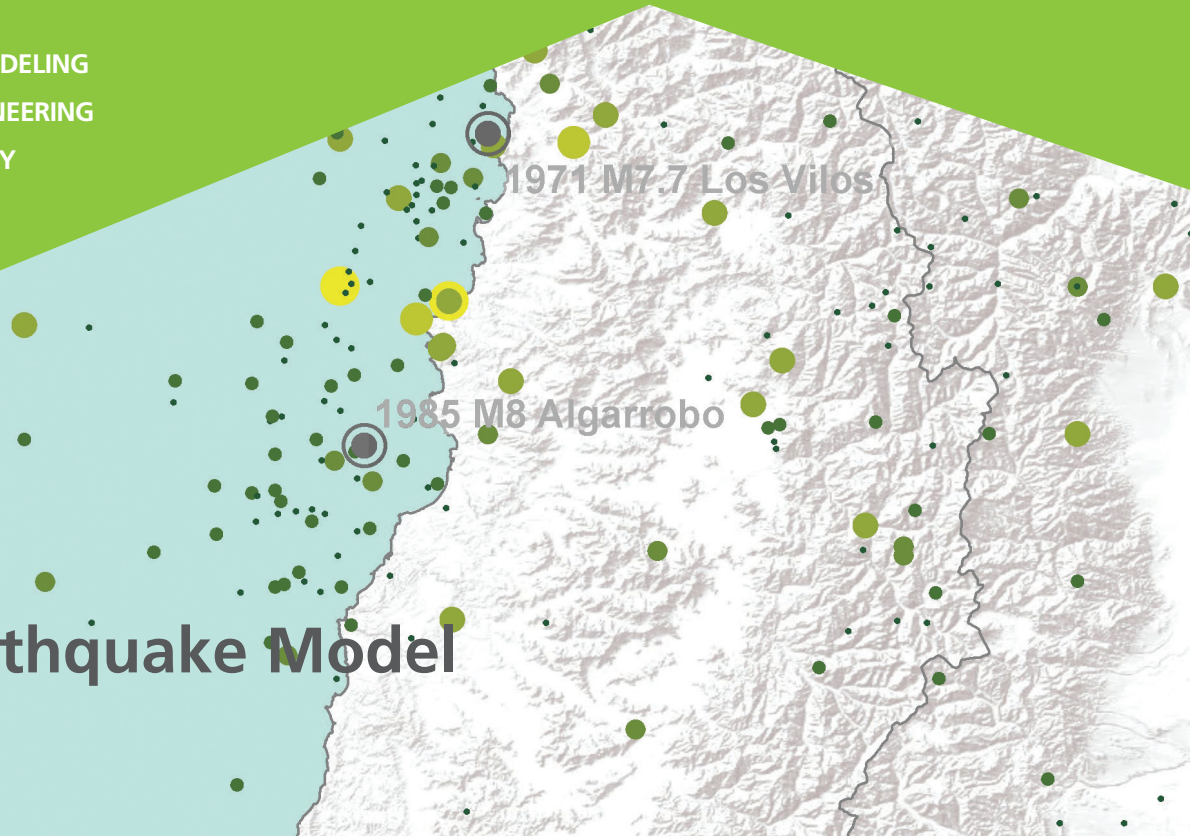 DELING
NEERING
Y
1971 M7.7 Los Vilos
1985 M8 Algarrobo
thquake Model